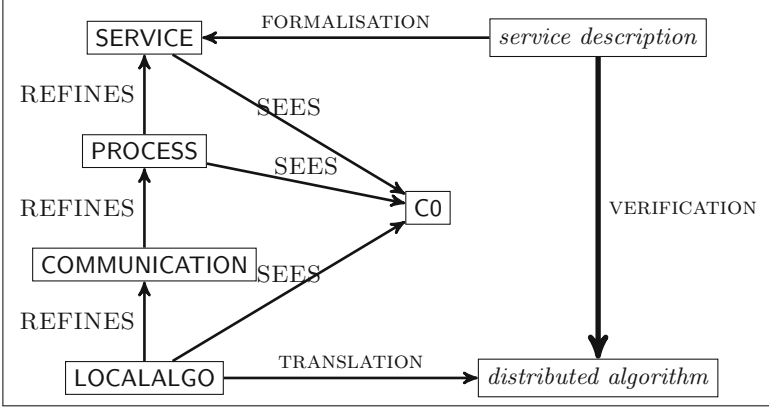 FORMALISATION
SERVICE
service description
REFINES
SEES
PROCESS
SEES
REFINES
C0
VERIFICATION
COMMUNICATION
SEES
REFINES
TRANSLATION
LOCALALGO
distributed algorithm